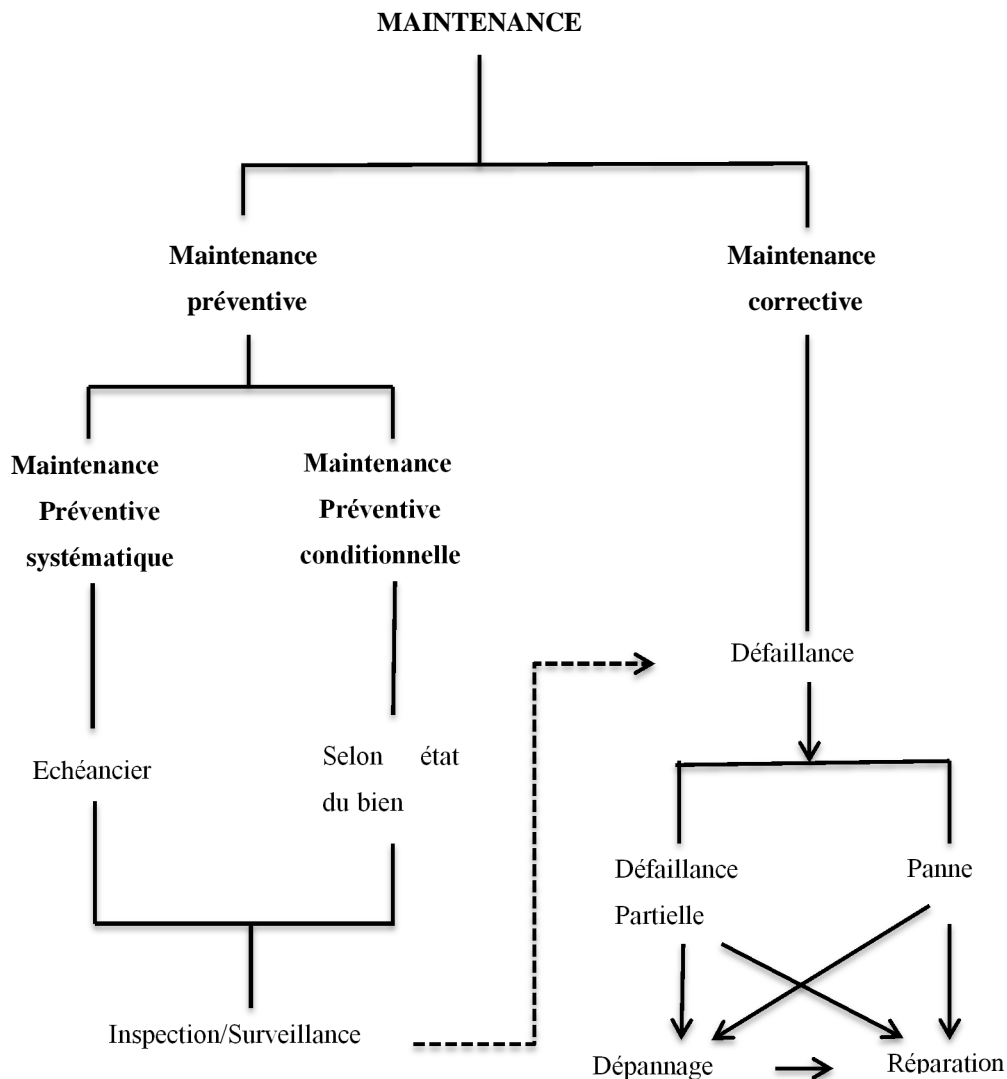 MAINTENANCE
Maintenance
préventive
Maintenance
corrective
Maintenance
Préventive
systématique
Maintenance
Préventive
conditionnelle
Défaillance
Echéancier
Selon état
du bien
Défaillance
Partielle
Panne
Inspection/Surveillance
Dépannage
Réparation